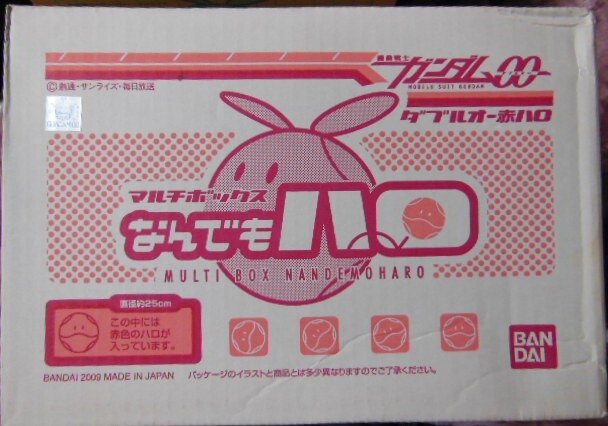 機動戦士
ガンダム00
MOBILE SUIT GUNDAM
©創通・サンライズ・毎日放送
ダブルオー赤ハロ
マルチボックス
なんでもハロ
MULTI BOX NANDEMOHARO
直径約25cm
この中には
赤色のハロが
入っています。
BAN
DAI
BANDAI 2009 MADE IN JAPAN
パッケージのイラストと商品とは多少異なりますのでご了承ください。